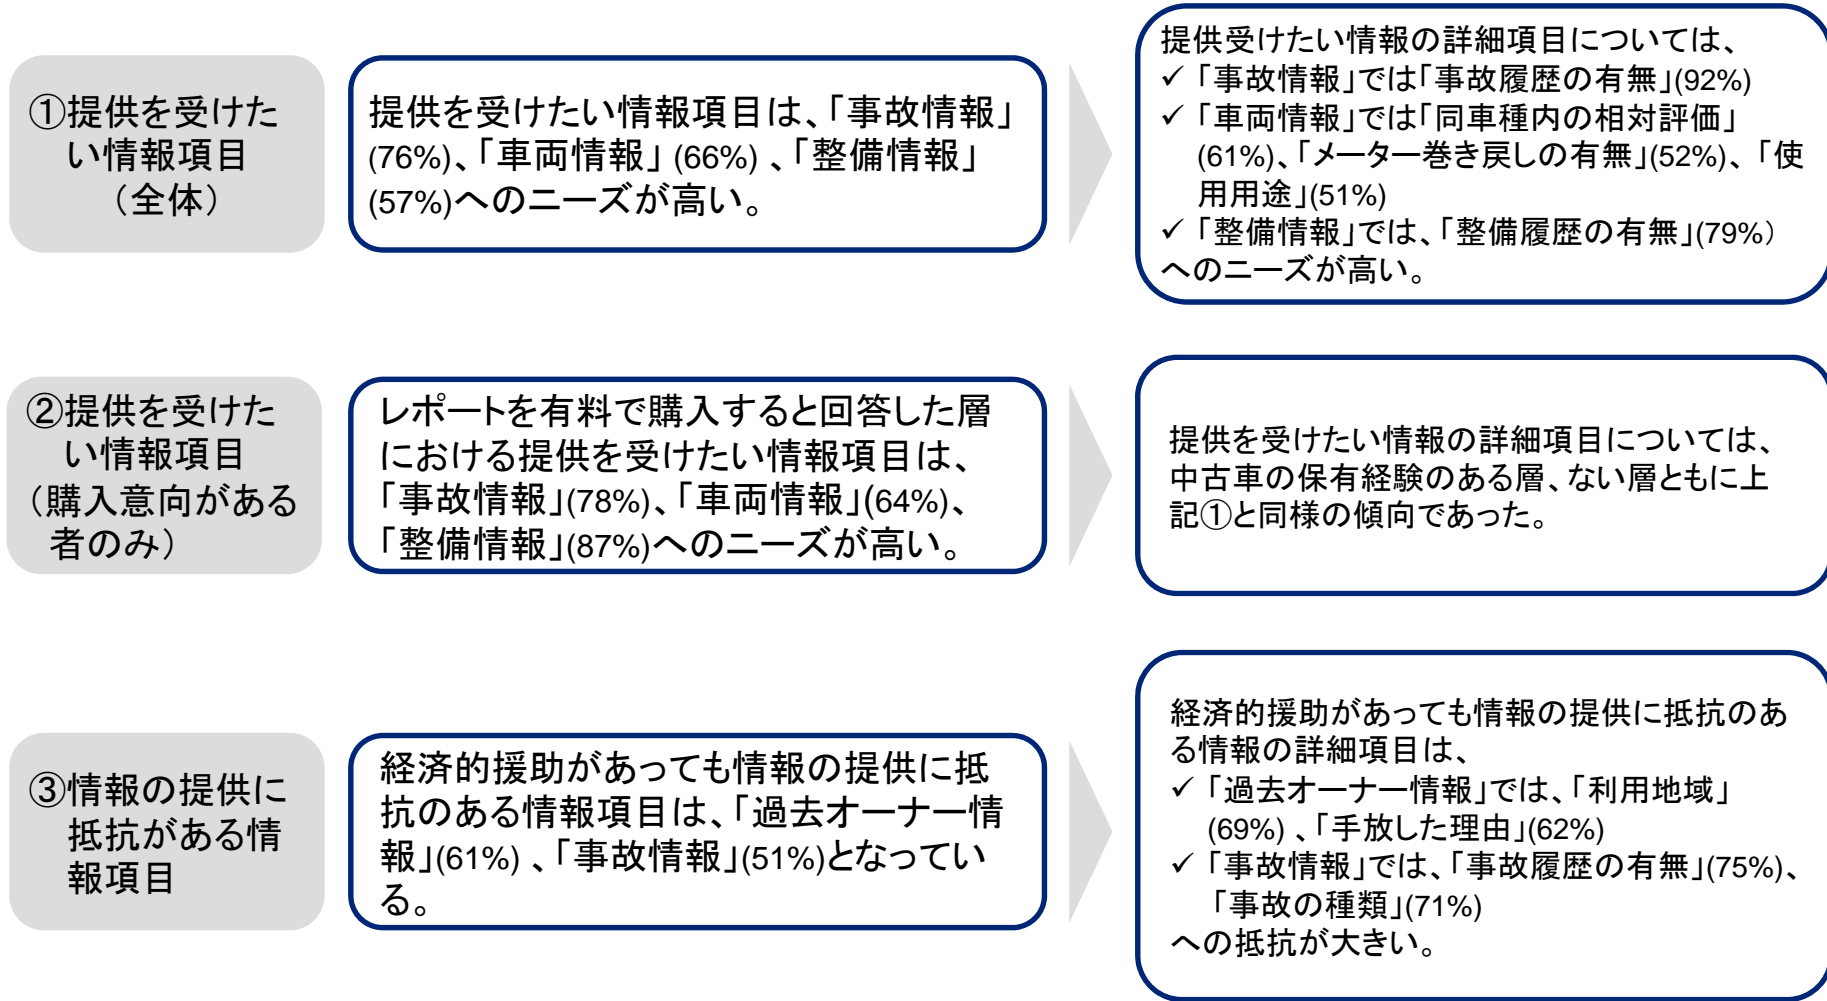 ①提供を受けた
い情報項目
（全体）
提供を受けたい情報項目は、「事故情報」
(76%)、「車両情報」 (66%) 、「整備情報」
(57%)へのニーズが高い。
提供受けたい情報の詳細項目については、
✓「事故情報」では「事故履歴の有無」(92%)
✓「車両情報」では「同車種内の相対評価」
(61%)、「メーター巻き戻しの有無」(52%)、「使
用用途」(51%)
✓「整備情報」では、「整備履歴の有無」(79%）
へのニーズが高い。
②提供を受けた
い情報項目
（購入意向がある
者のみ）
レポートを有料で購入すると回答した層
における提供を受けたい情報項目は、
「事故情報」(78%)、「車両情報」(64%)、
「整備情報」(87%)へのニーズが高い。
提供を受けたい情報の詳細項目については、
中古車の保有経験のある層、ない層ともに上
記①と同様の傾向であった。
③情報の提供に
抵抗がある情
報項目
経済的援助があっても情報の提供に抵
抗のある情報項目は、「過去オーナー情
報」(61%) 、「事故情報」(51%)となってい
る。
経済的援助があっても情報の提供に抵抗のあ
る情報の詳細項目は、
✓「過去オーナー情報」では、「利用地域」
(69%) 、「手放した理由」(62%)
✓「事故情報」では、「事故履歴の有無」(75%)、
「事故の種類」(71%)
への抵抗が大きい。